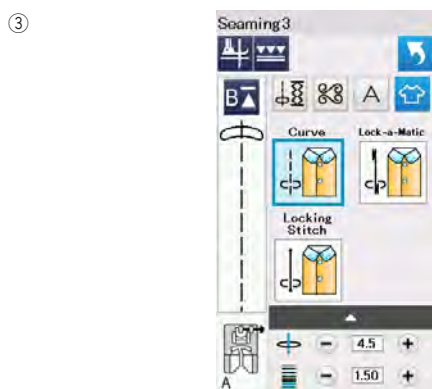 ③
Seaming3
B
A
Curve
Lock-a-Matic
Locking
Stitch
4.5
1.50
A